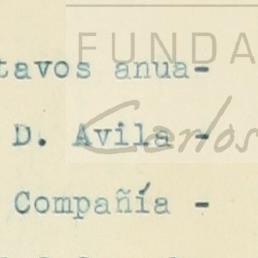 FUNDA
tavos anua-
D. Avila -
Carlos
Compañía -